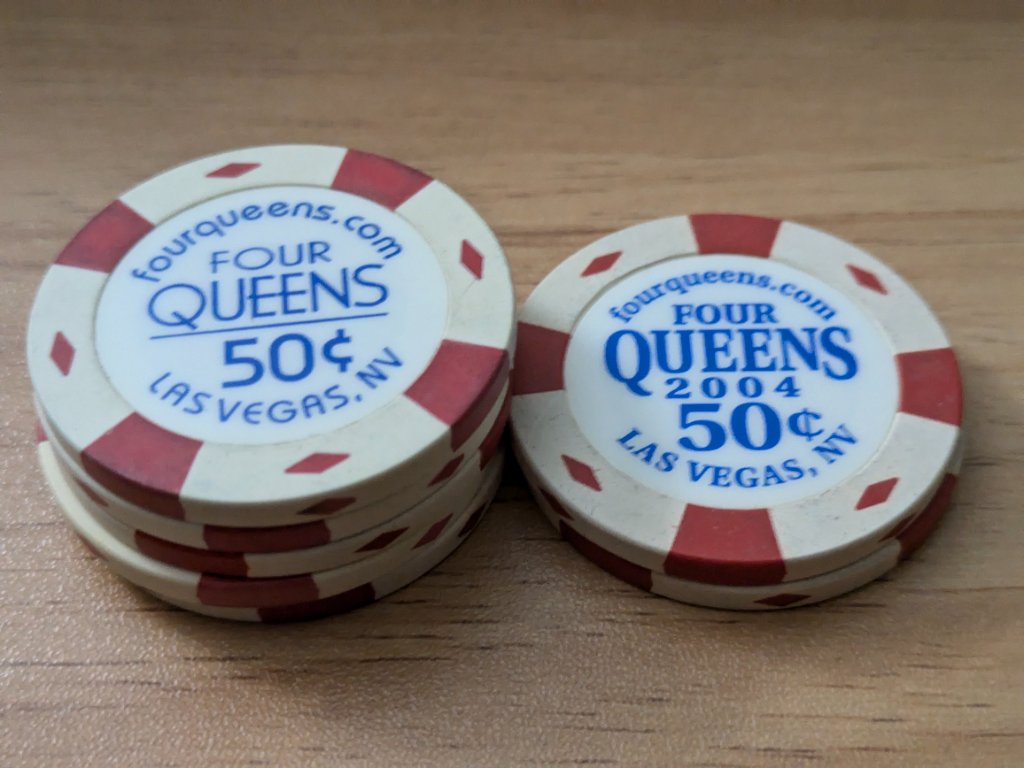 fourqueens.com
FOUR
QUEENS
50¢
LAS VEGAS, NV
fourqueens.com
FOUR
QUEENS
2004
50¢
LAS VEGAS, NV